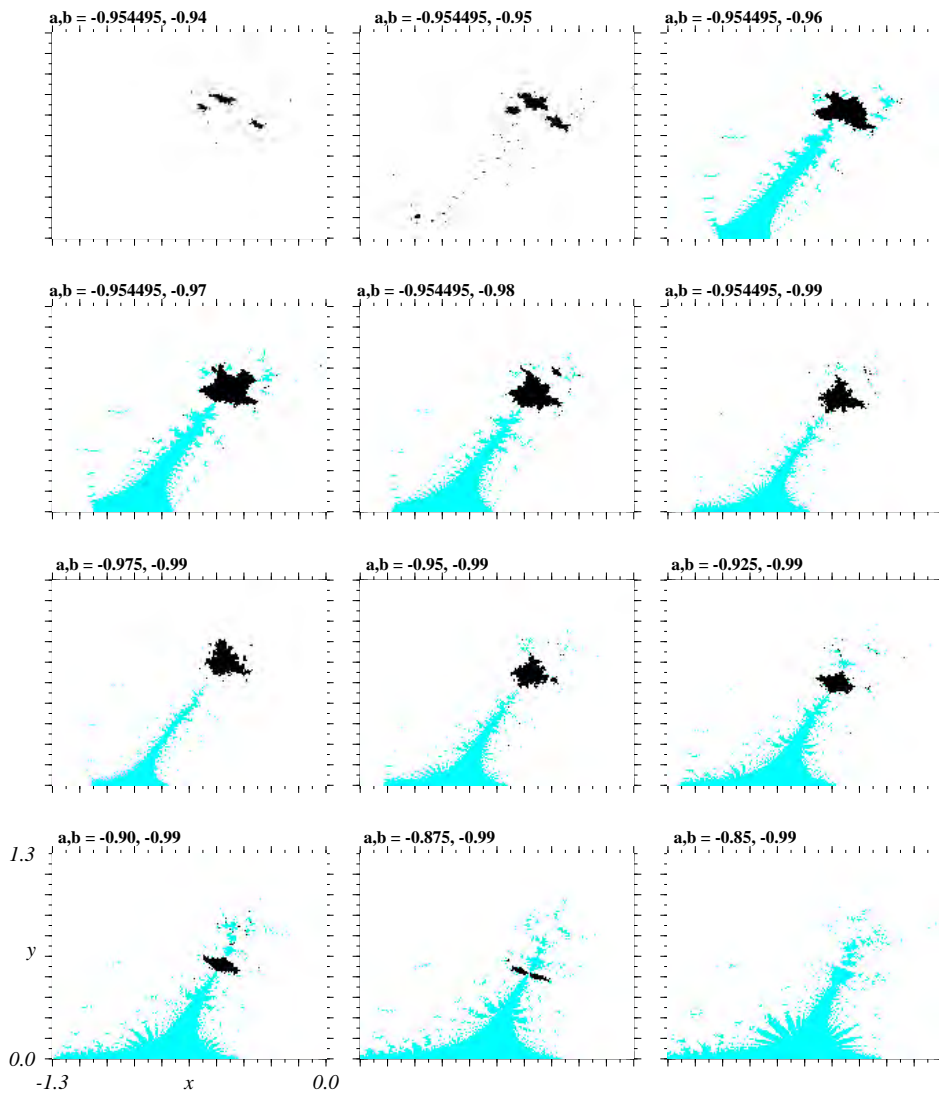 a,b = -0.954495, -0.94
a,b = -0.954495, -0.95
a,b = -0.954495, -0.96
a,b = -0.954495, -0.97
a,b = -0.954495, -0.98
a,b = -0.954495, -0.99
a,b = -0.975, -0.99
a,b = -0.95, -0.99
a,b = -0.925, -0.99
a,b = -0.90, -0.99
a,b = -0.875, -0.99
a,b = -0.85, -0.99
1.3
y
0.0
-1.3 x 0.0